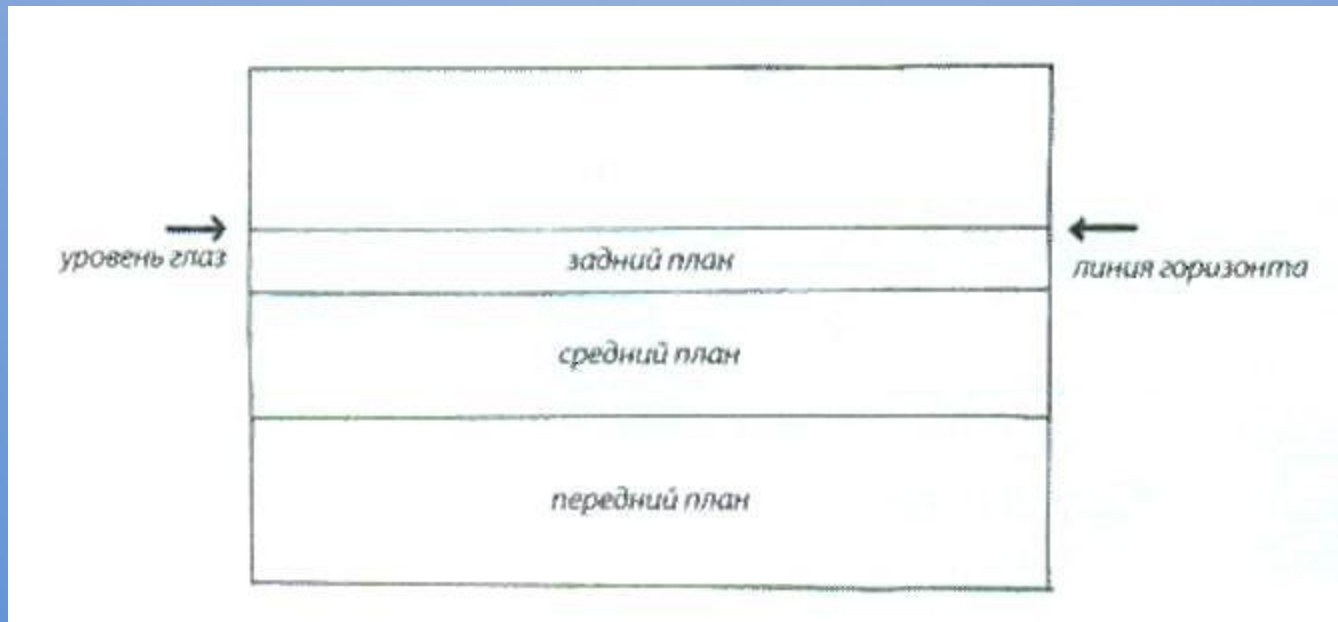 уровень глаз
задний план
линия горизонта
средний план
передний план